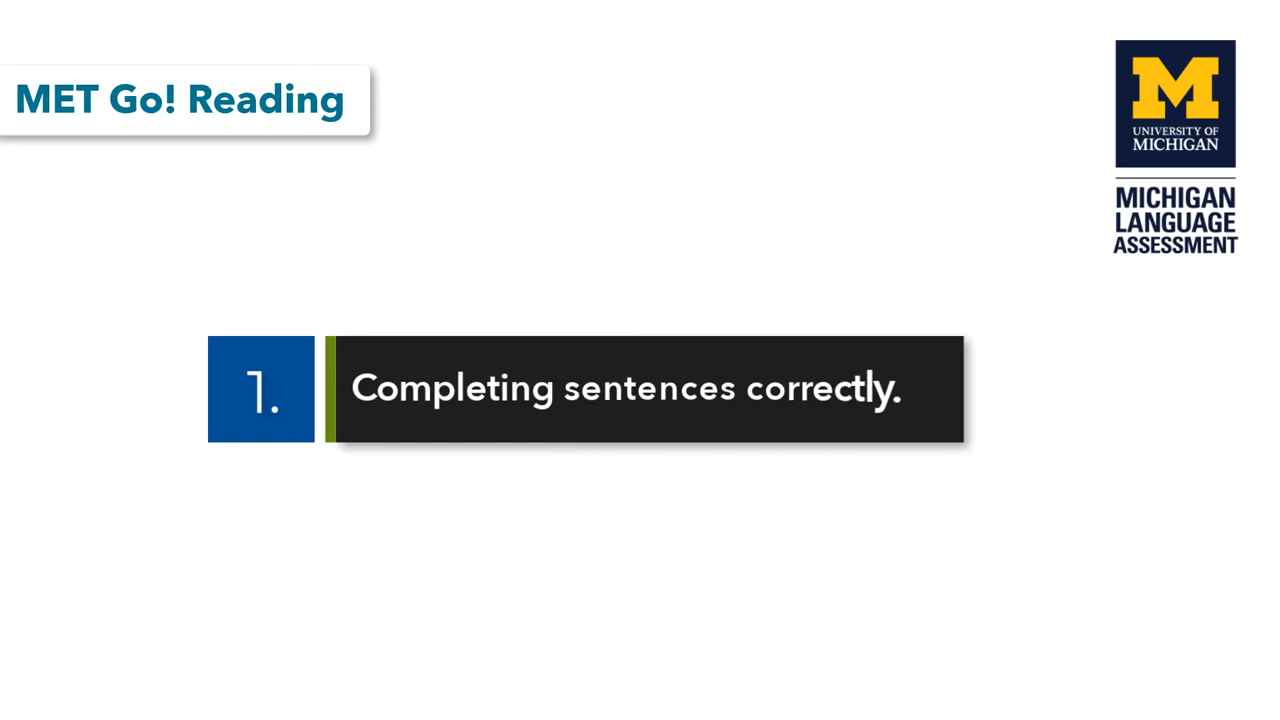 MET Go! Reading
M
UNIVERSITY OF
MICHIGAN
MICHIGAN
LANGUAGE
ASSESSMENT
1.
Completing sentences correctly.